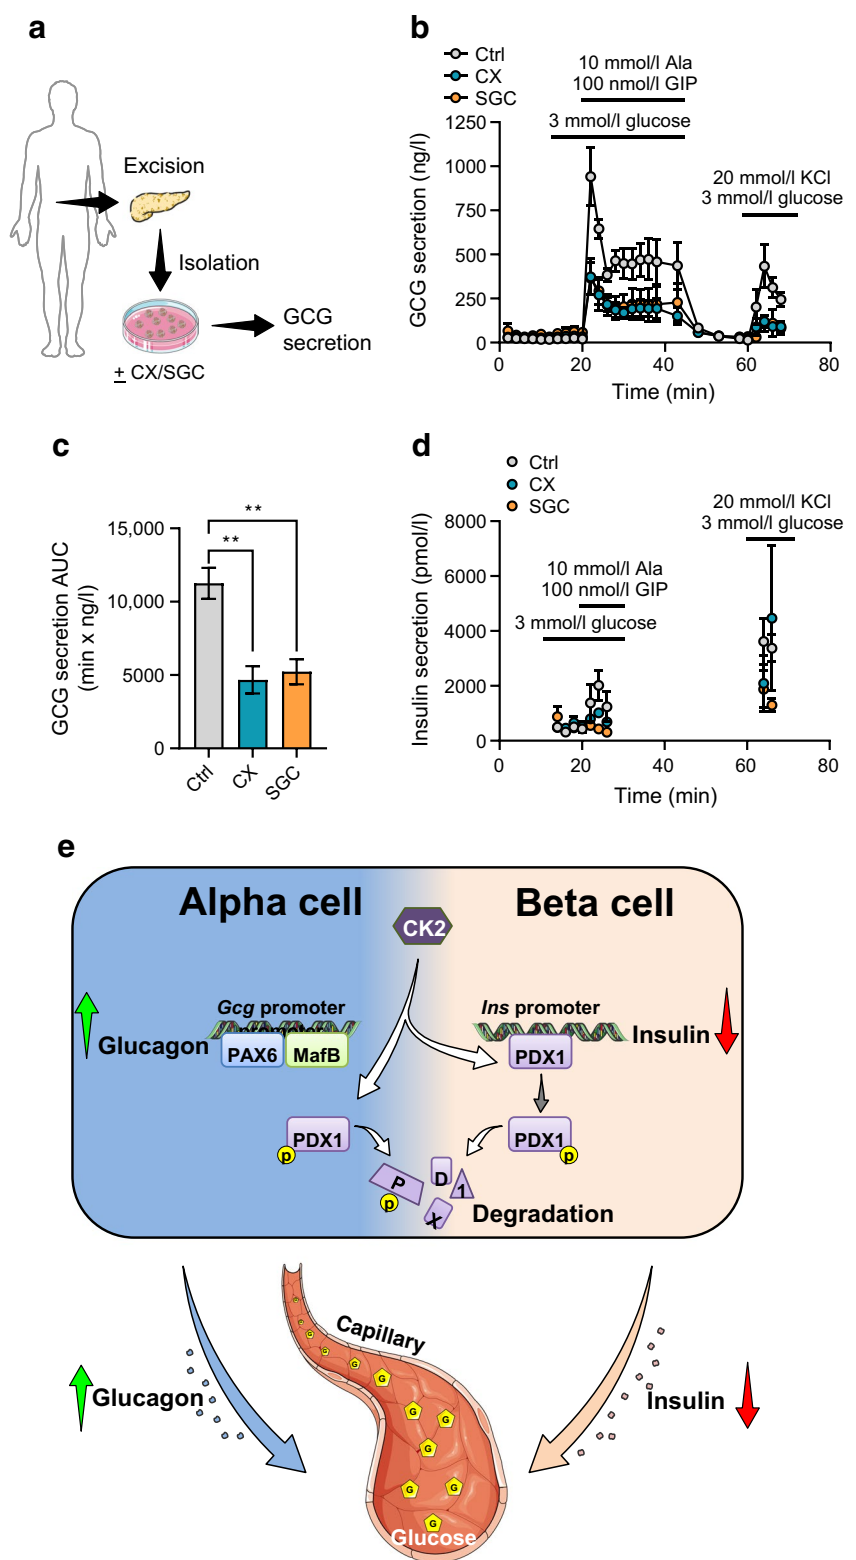 a
Excision
Isolation
GCG
secretion
± CX/SGC
b
Ctrl
CX
SGC
10 mmol/l Ala
100 nmol/l GIP
3 mmol/l glucose
20 mmol/l KCl
3 mmol/l glucose
GCG secretion (ng/l)
1250
1000
750
500
250
0
0 20 40 60 80
Time (min)
c
GCG secretion AUC
(min x ng/l)
15,000
10,000
5000
0
**
**
Ctrl
CX
SGC
d
Ctrl
CX
SGC
20 mmol/l KCl
3 mmol/l glucose
10 mmol/l Ala
100 nmol/l GIP
3 mmol/l glucose
Insulin secretion (pmol/l)
8000
6000
4000
2000
0
0 20 40 60 80
Time (min)
e
Alpha cell
Beta cell
CK2
Gcg promoter
Ins promoter
Glucagon
PAX6
MafB
PDX1
Insulin
PDX1
p
PDX1
p
P
p
D
X
1
Degradation
Capillary
Glucagon
Insulin
G
G
G
G
G
G
G
G
G
G
G
G
Glucose